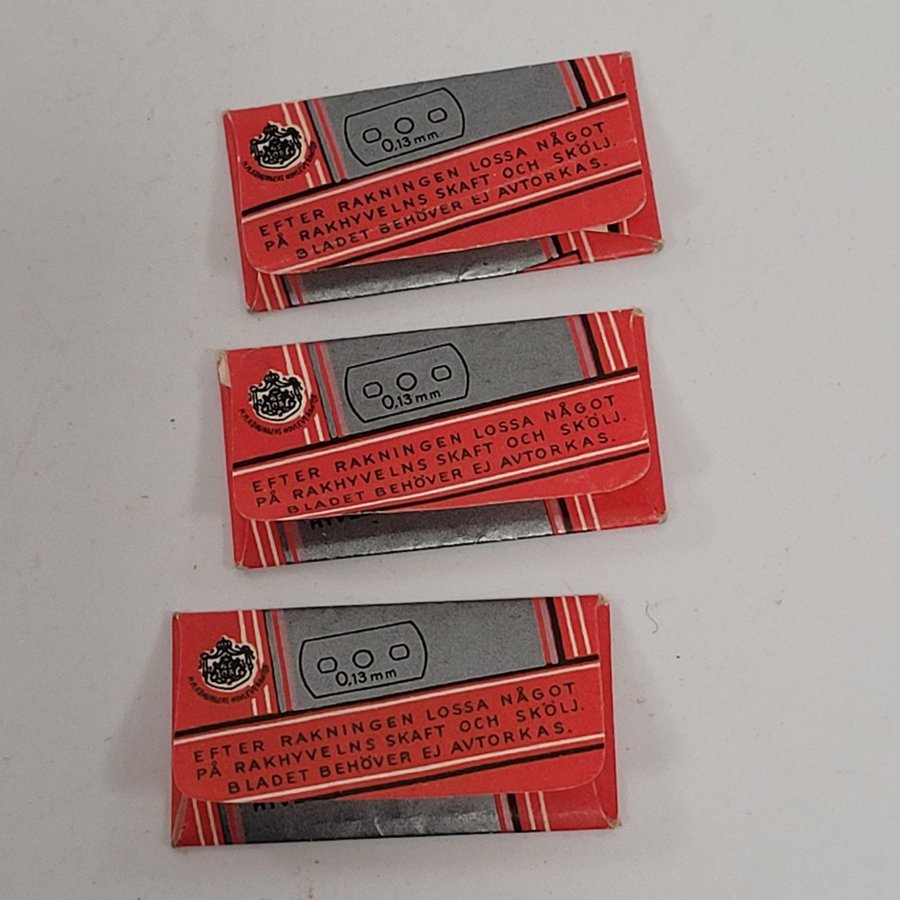 0,13 mm
EFTER RAKNINGEN LOSSA NÅGOT
PÅ RAKHYVELNS SKAFT OCH SKÖLJ.
BLADET BEHÖVER EJ AVTORKAS.
0,13 mm
EFTER RAKNINGEN LOSSA NÅGOT
PÅ RAKHYVELNS SKAFT OCH SKÖLJ.
BLADET BEHÖVER EJ AVTORKAS.
0,13 mm
EFTER RAKNINGEN LOSSA NÅGOT
PÅ RAKHYVELNS SKAFT OCH SKÖLJ.
BLADET BEHÖVER EJ AVTORKAS.